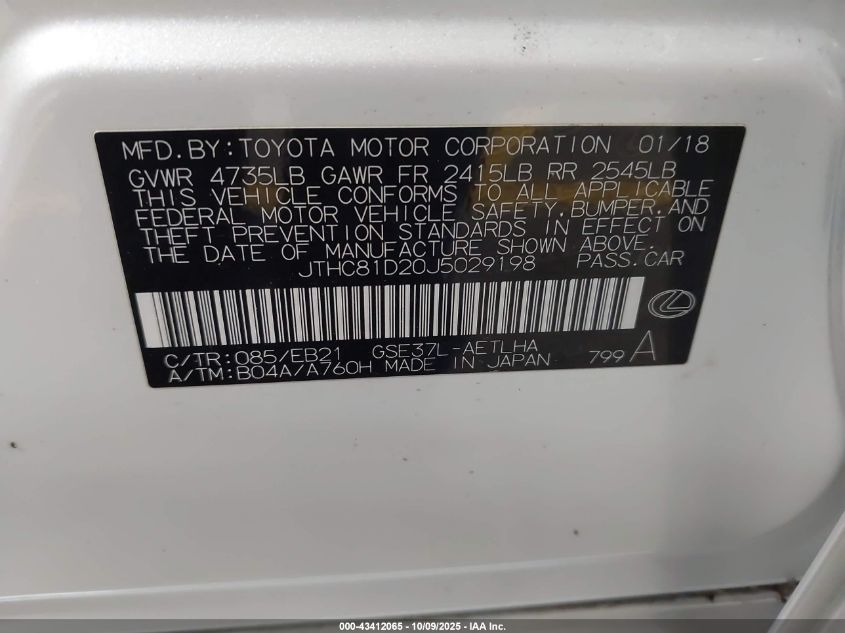 MFD.BY:TOYOTA MOTOR CORPORATION 01/18
GVWR 4735LB GAWR FR 2415LB RR 2545LB
THIS VEHICLE CONFORMS TO ALL APPLICABLE
FEDERAL MOTOR VEHICLE SAFETY,BUMPER,AND
THEFT PREVENTION STANDARDS IN EFFECT ON
THE DATE OF MANUFACTURE SHOWN ABOVE.
JTHC81D20J5029198 PASS.CAR
C/TR:085/EB21 GSE37L-AETLHA
A/TM:B04A/A760H MADE IN JAPAN 799A
000-43412065 - 10/09/2025 - IAA Inc.